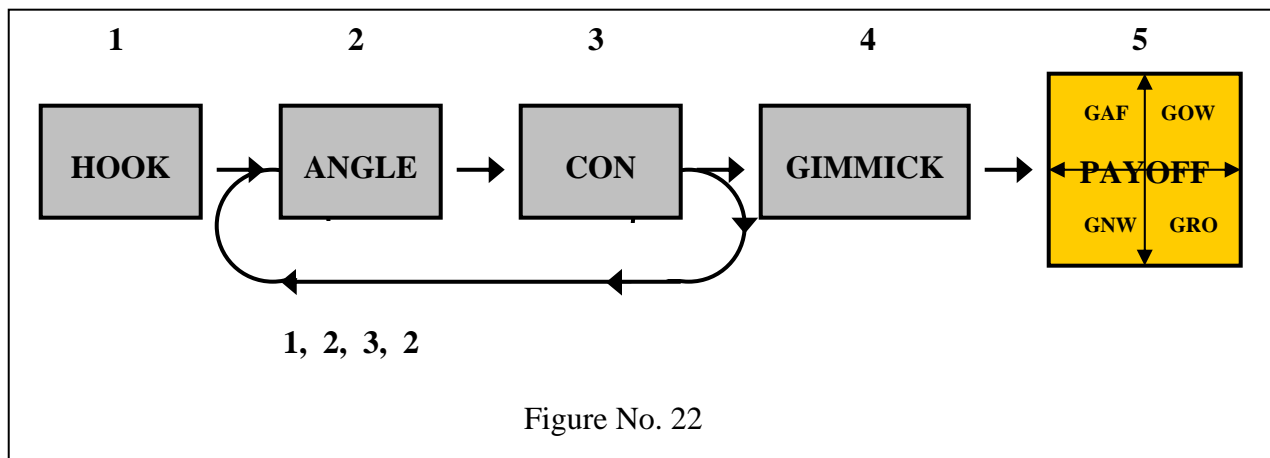 1 2 3 4 5
HOOK ANGLE CON GIMMICK PAYOFF
GAF GOW
GNW GRO
1, 2, 3, 2
Figure No. 22